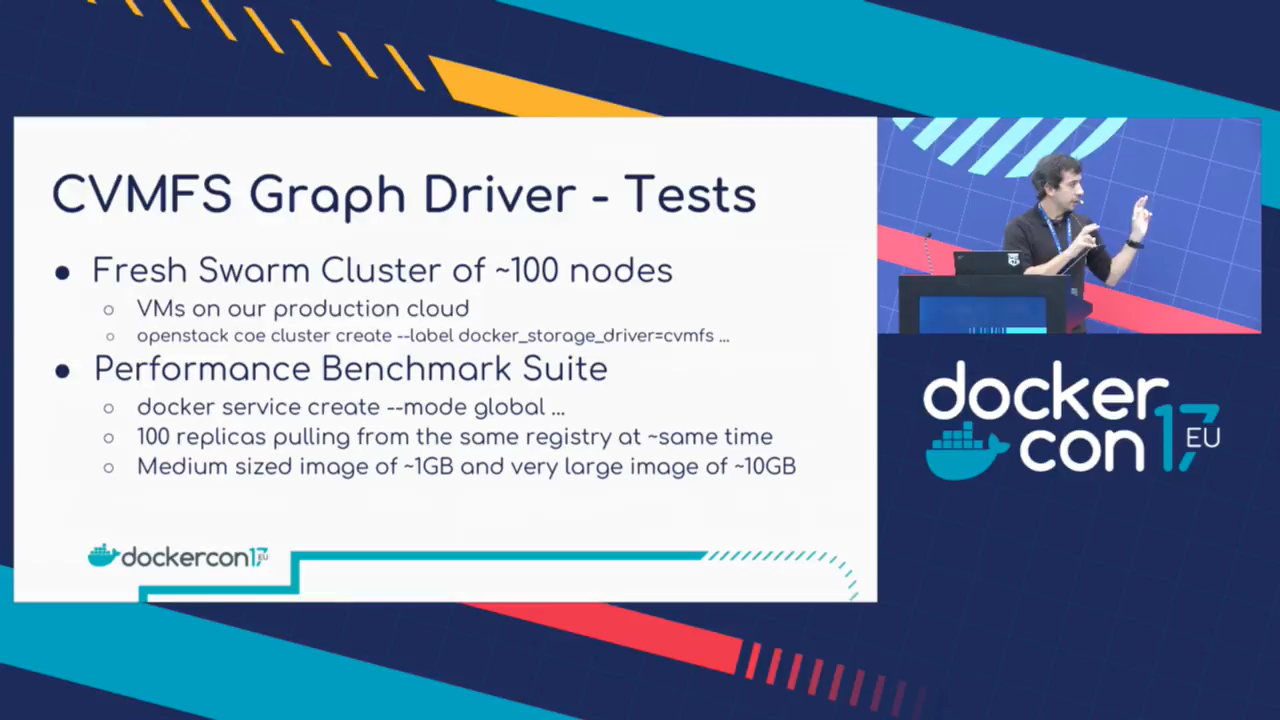 CVMFS Graph Driver - Tests
● Fresh Swarm Cluster of ~100 nodes
○ VMs on our production cloud
○ openstack coe cluster create --label docker_storage_driver=cvmfs ...
● Performance Benchmark Suite
○ docker service create --mode global ...
○ 100 replicas pulling from the same registry at ~same time
○ Medium sized image of ~1GB and very large image of ~10GB
dockercon17 EU
docker
con 17 EU